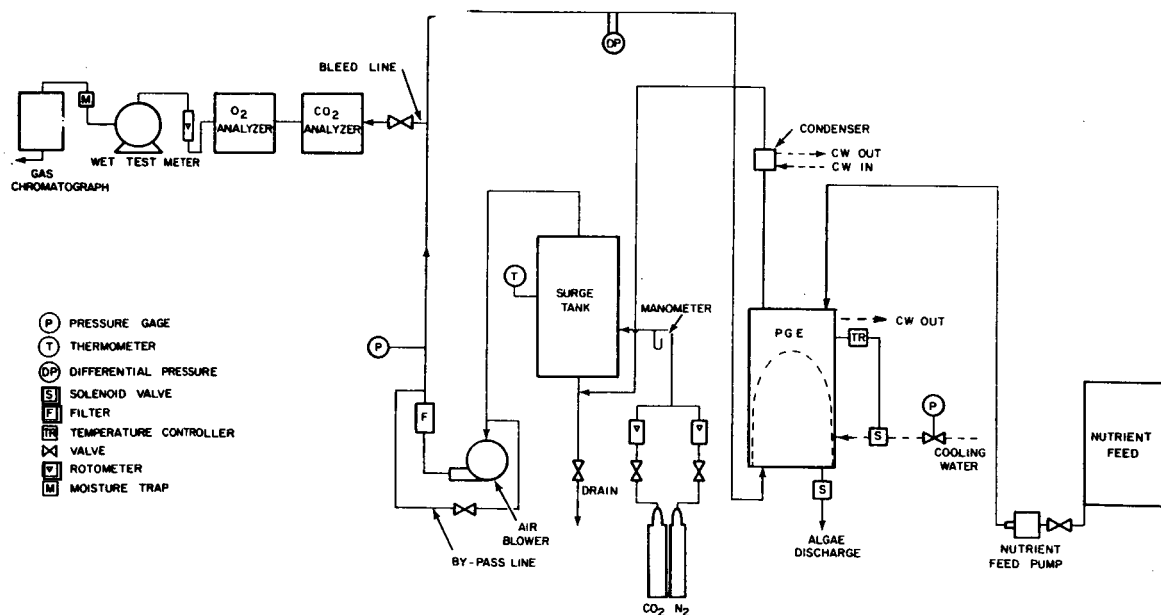 DP
BLEED LINE
M
O2 ANALYZER
CO2 ANALYZER
WET TEST METER
GAS CHROMATOGRAPH
CONDENSER
CW OUT
CW IN
T
SURGE TANK
MANOMETER
PGE
CW OUT
TR
P
S
COOLING WATER
NUTRIENT FEED
P
F
AIR BLOWER
BY-PASS LINE
DRAIN
CO2 N2
S
ALGAE DISCHARGE
NUTRIENT FEED PUMP
P PRESSURE GAGE
T THERMOMETER
DP DIFFERENTIAL PRESSURE
S SOLENOID VALVE
F FILTER
TR TEMPERATURE CONTROLLER
VALVE
ROTOMETER
M MOISTURE TRAP